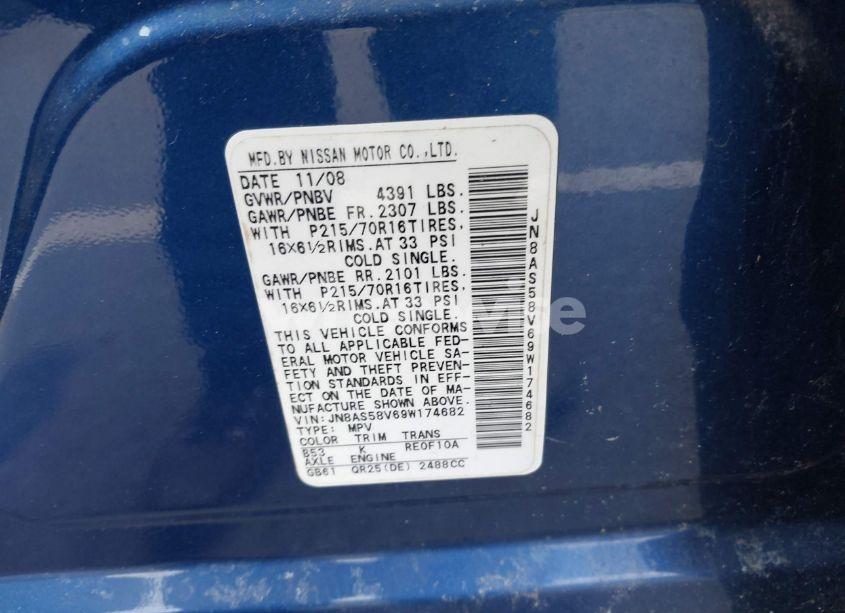 MFD.BY NISSAN MOTOR CO.,LTD.
DATE 11/08
GVWR/PNBV 4391 LBS.
GAWR/PNBE FR.2307 LBS.
WITH P215/70R16TIRES,
16X6½RIMS.AT 33 PSI
COLD SINGLE.
GAWR/PNBE RR.2101 LBS.
WITH P215/70R16TIRES,
16X6½RIMS.AT 33 PSI
COLD SINGLE.
THIS VEHICLE CONFORMS
TO ALL APPLICABLE FED-
ERAL MOTOR VEHICLE SA-
FETY AND THEFT PREVEN-
TION STANDARDS IN EFF-
ECT ON THE DATE OF MA-
NUFACTURE SHOWN ABOVE.
VIN:JN8AS58V69W174682
TYPE: MPV
COLOR TRIM TRANS
B53 K RE0F10A
AXLE ENGINE
GB61 QR25(DE) 2488CC
JN8AS58V69W174682